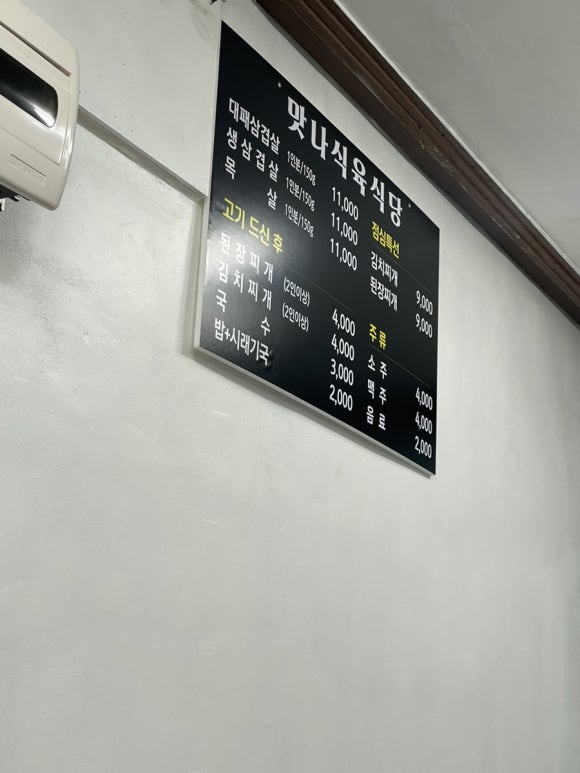 맛나식육식당
대패삼겹살 1인분/150g 11,000
생삼겹살 1인분/150g 11,000
목살 1인분/150g 11,000
고기 드신 후
된장찌개 (2인이상) 4,000
김치찌개 (2인이상) 4,000
국수 3,000
밥+시래기국 2,000
점심특선
김치찌개 9,000
된장찌개 9,000
주류
소주 4,000
맥주 4,000
음료 2,000